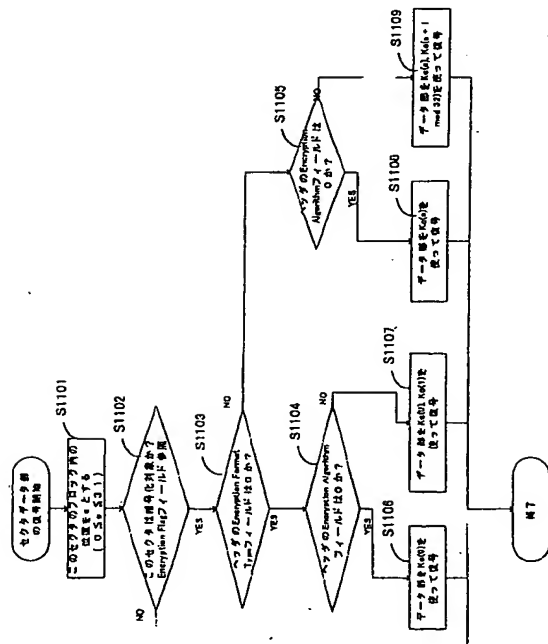 セクタデータ部
の復号開始
S1101
このセクタのブロック内の
位置をsとする
(0≦s≦31)
S1102
このセクタは暗号化対象か?
Encryption Flagフィールド参照
NO
YES
S1103
ヘッダのEncryption Format
Typeフィールドは0か?
NO
YES
S1104
ヘッダのEncryption Algorithm
フィールドは0か?
NO
YES
S1105
ヘッダのEncryption
Algorithmフィールドは
0か?
NO
YES
S1106
データ部をKs(0)を
使って復号
S1107
データ部をKs(0),Ks(1)を
使って復号
S1108
データ部をKs(s)を
使って復号
S1109
データ部をKs(s),Ks(s+1
mod 32)を使って復号
終了